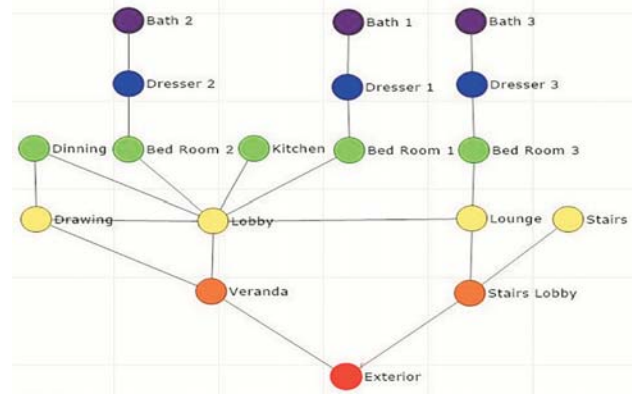 Bath 2
Bath 1
Bath 3
Dresser 2
Dresser 1
Dresser 3
Dinning
Bed Room 2
Kitchen
Bed Room 1
Bed Room 3
Drawing
Lobby
Lounge
Stairs
Veranda
Stairs Lobby
Exterior